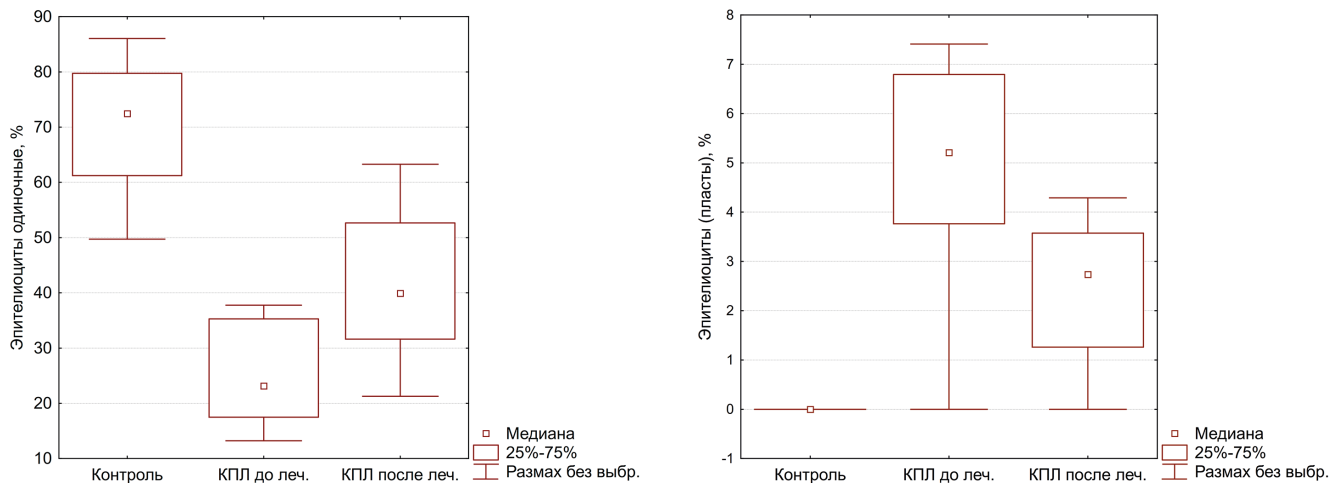 Эпителиоциты одиночные, %
90
80
70
60
50
40
30
20
10
Контроль
КПЛ до леч.
КПЛ после леч.
Медиана
25%-75%
Размах без выбр.
Эпителиоциты (пласты), %
8
7
6
5
4
3
2
1
0
-1
Контроль
КПЛ до леч.
КПЛ после леч.
Медиана
25%-75%
Размах без выбр.